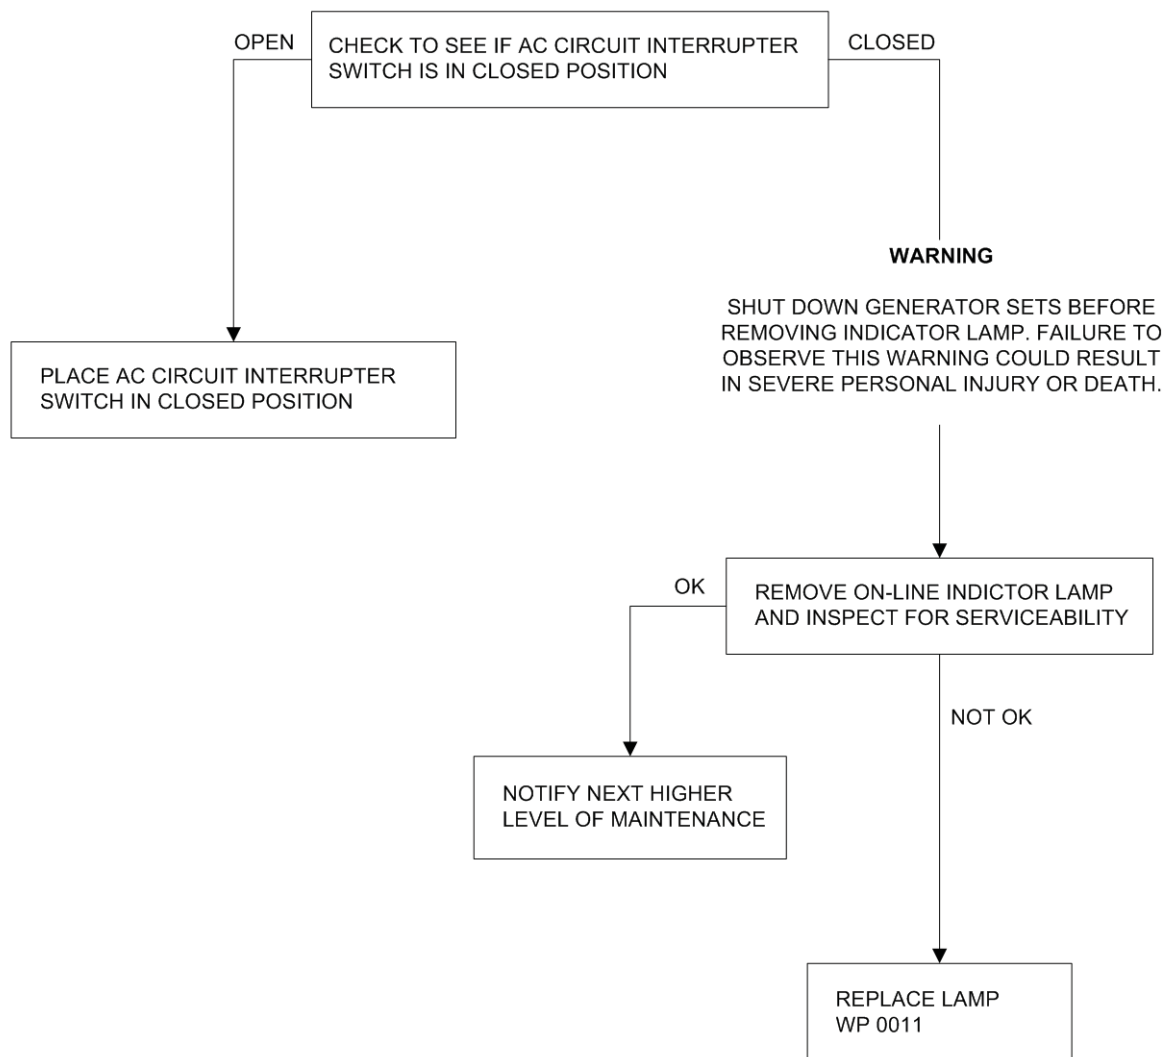 OPEN
CHECK TO SEE IF AC CIRCUIT INTERRUPTER
SWITCH IS IN CLOSED POSITION
CLOSED
WARNING
SHUT DOWN GENERATOR SETS BEFORE
REMOVING INDICATOR LAMP. FAILURE TO
OBSERVE THIS WARNING COULD RESULT
IN SEVERE PERSONAL INJURY OR DEATH.
PLACE AC CIRCUIT INTERRUPTER
SWITCH IN CLOSED POSITION
OK
REMOVE ON-LINE INDICTOR LAMP
AND INSPECT FOR SERVICEABILITY
NOT OK
NOTIFY NEXT HIGHER
LEVEL OF MAINTENANCE
REPLACE LAMP
WP 0011